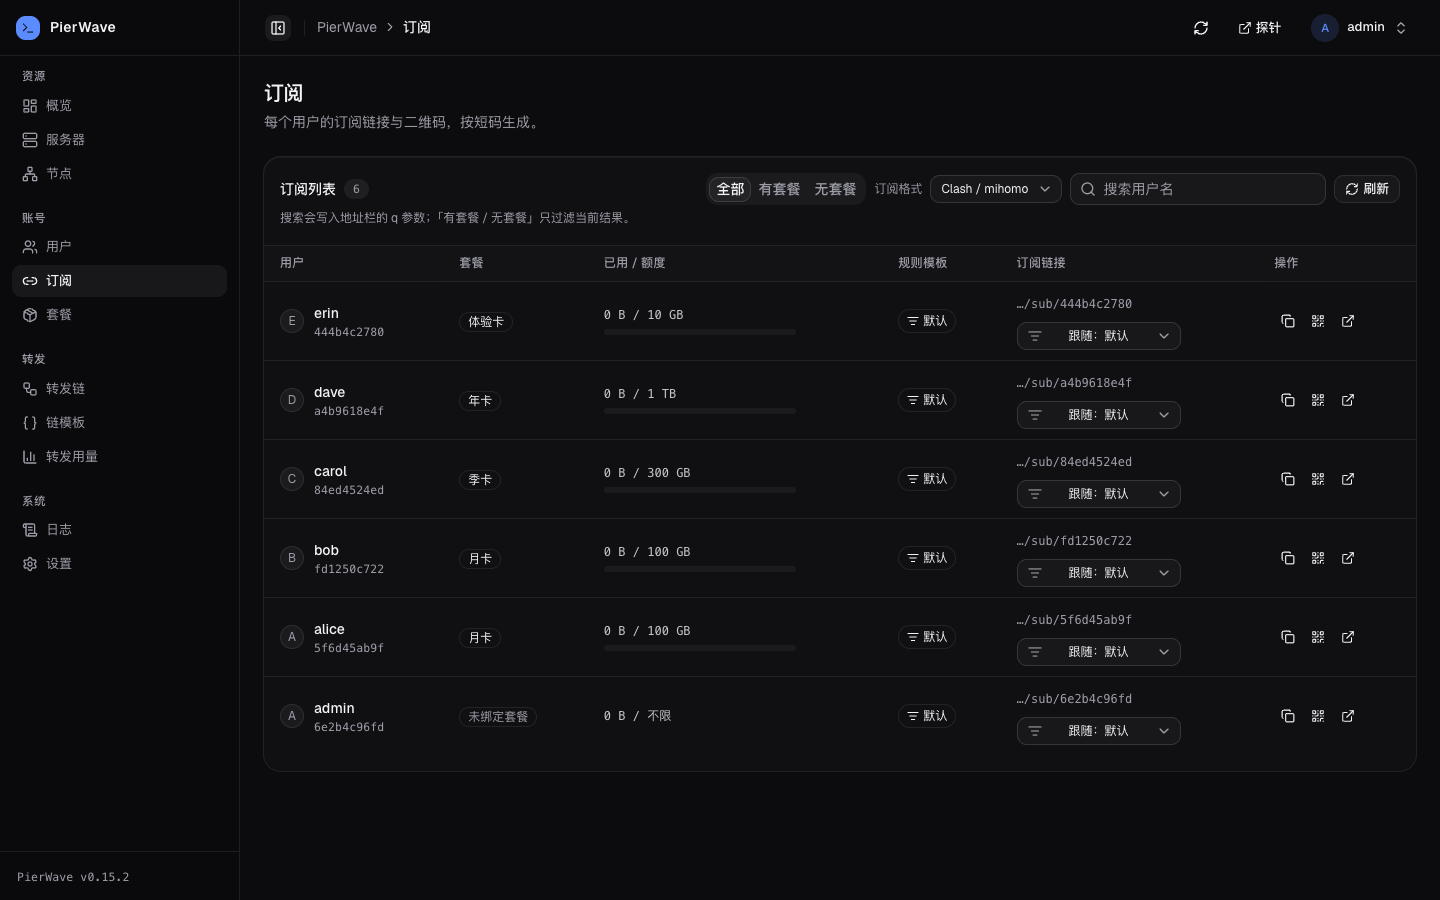 PierWave
PierWave > 订阅
探针
A admin
资源
概览
服务器
节点
账号
用户
订阅
套餐
转发
转发链
链模板
转发用量
系统
日志
设置
PierWave v0.15.2
订阅
每个用户的订阅链接与二维码，按短码生成。
订阅列表 6
全部 有套餐 无套餐 订阅格式 Clash / mihomo 搜索用户名 刷新
搜索会写入地址栏的 q 参数；「有套餐 / 无套餐」只过滤当前结果。
用户 套餐 已用 / 额度 规则模板 订阅链接 操作
E erin 体验卡 0 B / 10 GB 默认 …/sub/444b4c2780
444b4c2780 跟随：默认
D dave 年卡 0 B / 1 TB 默认 …/sub/a4b9618e4f
a4b9618e4f 跟随：默认
C carol 季卡 0 B / 300 GB 默认 …/sub/84ed4524ed
84ed4524ed 跟随：默认
B bob 月卡 0 B / 100 GB 默认 …/sub/fd1250c722
fd1250c722 跟随：默认
A alice 月卡 0 B / 100 GB 默认 …/sub/5f6d45ab9f
5f6d45ab9f 跟随：默认
A admin 未绑定套餐 0 B / 不限 默认 …/sub/6e2b4c96fd
6e2b4c96fd 跟随：默认